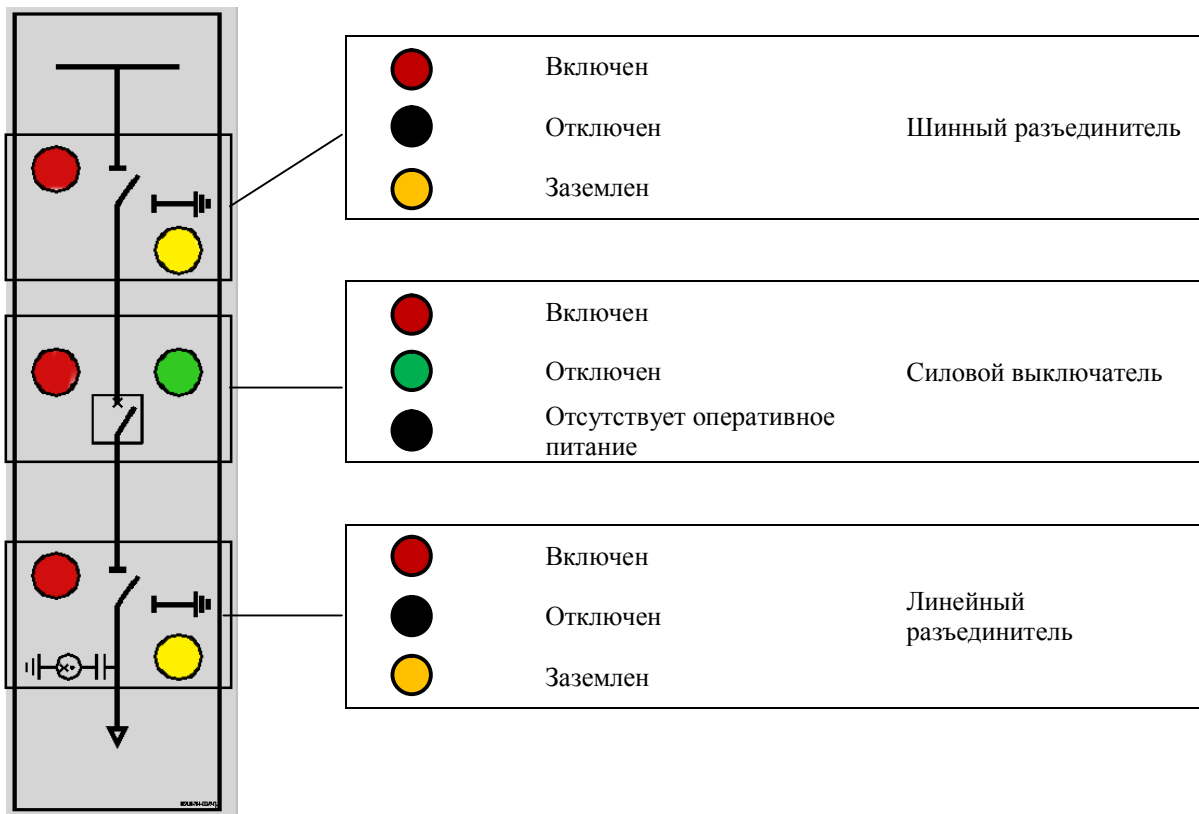 Включен
Отключен
Шинный разъединитель
Заземлен
Включен
Отключен
Силовой выключатель
Отсутствует оперативное
питание
Включен
Отключен
Линейный
разъединитель
Заземлен